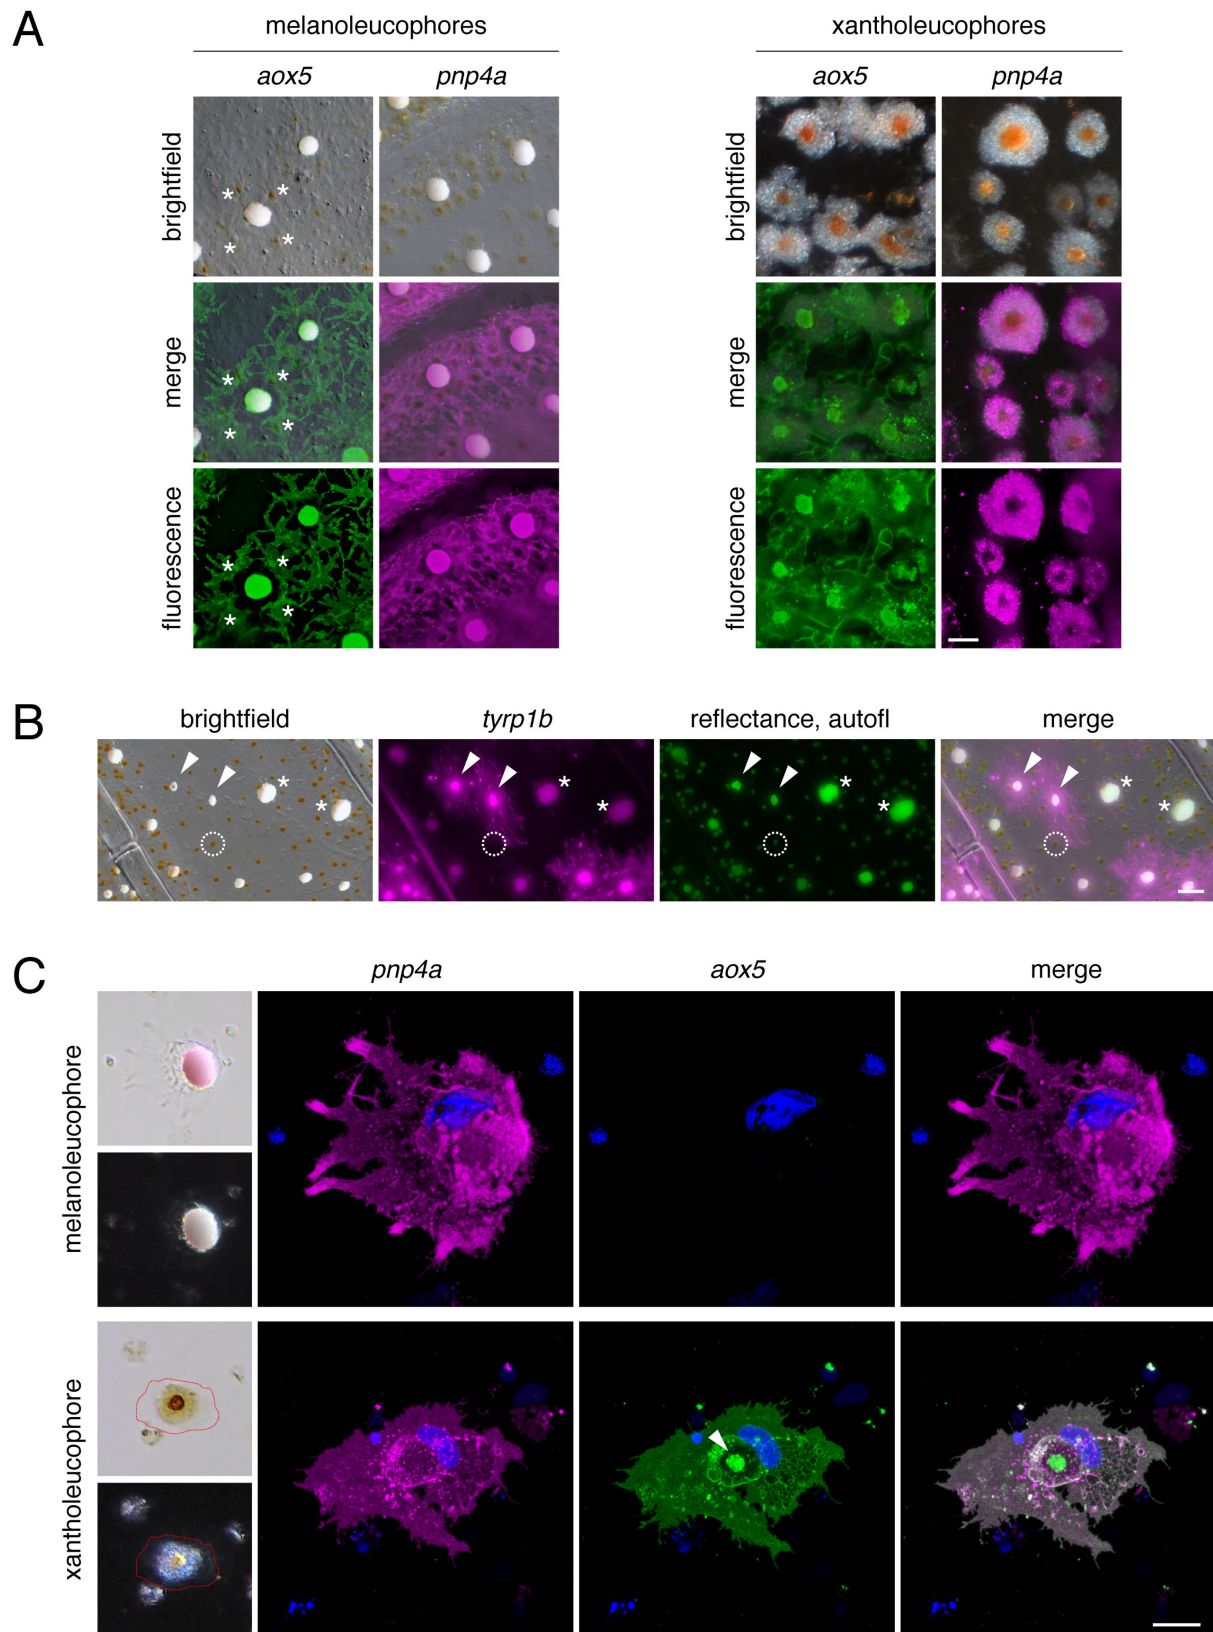 A
melanoleucophores
xantholeucophores
aox5
pnp4a
aox5
pnp4a
brightfield
brightfield
merge
merge
fluorescence
fluorescence
B
brightfield
tyrp1b
reflectance, autofl
merge
C
pnp4a
aox5
merge
melanoleucophore
xantholeucophore